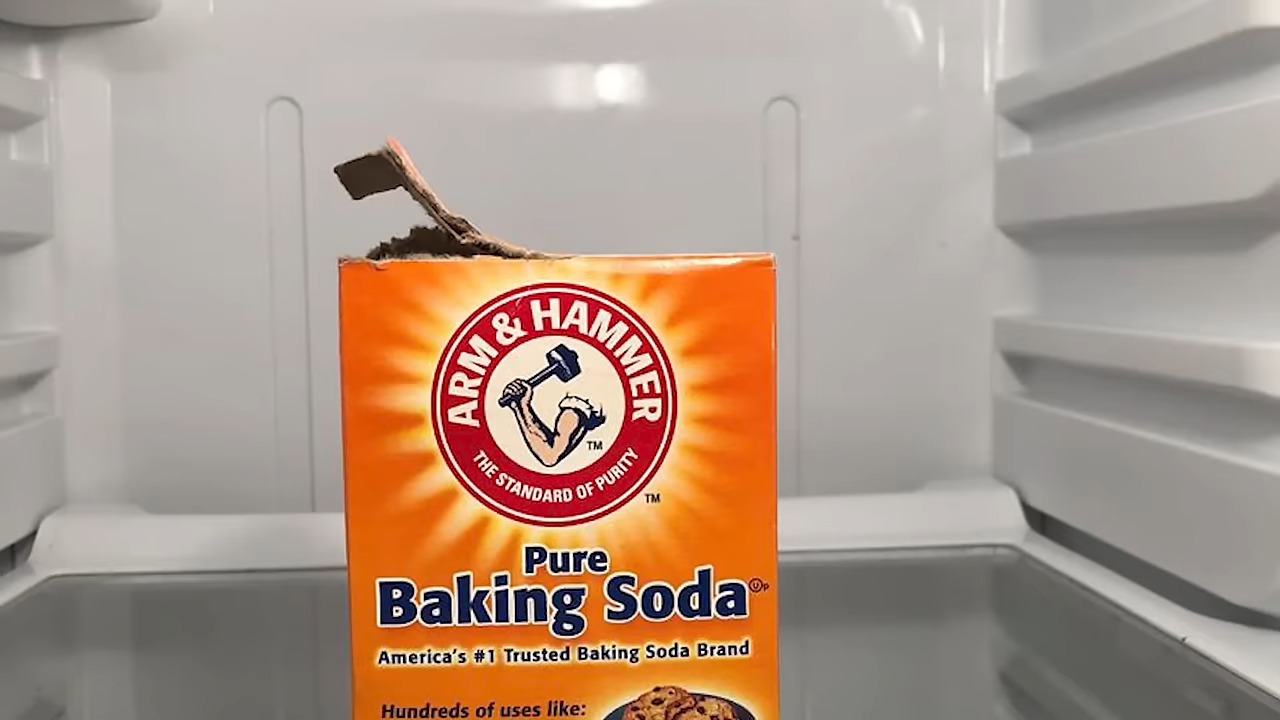 ARM & HAMMER
TM
THE STANDARD OF PURITY
TM
Pure
Baking Soda ⓊP
America's #1 Trusted Baking Soda Brand
Hundreds of uses like: